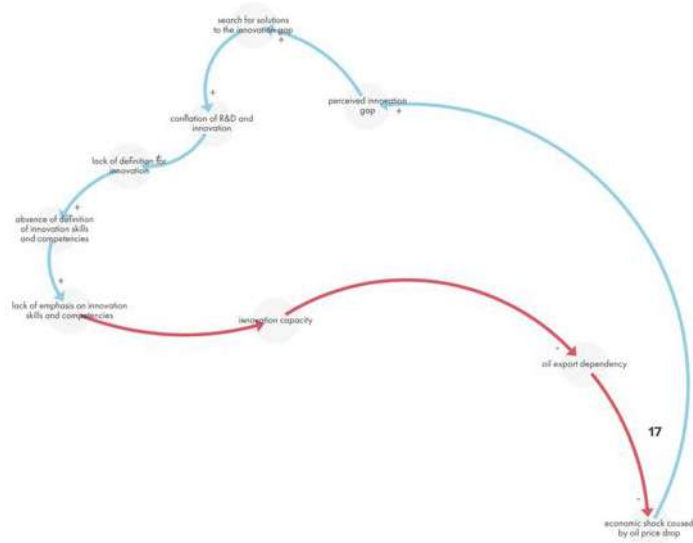 search for solutions
to the innovation gap
+
+
perceived innovation
gap
+
conflation of R&D and
innovation
+
lack of definition for
innovation
+
absence of definition
of innovation skills
and competencies
+
lack of emphasis on innovation
skills and competencies
innovation capacity
-
oil export dependency
17
-
economic shock caused
by oil price drop